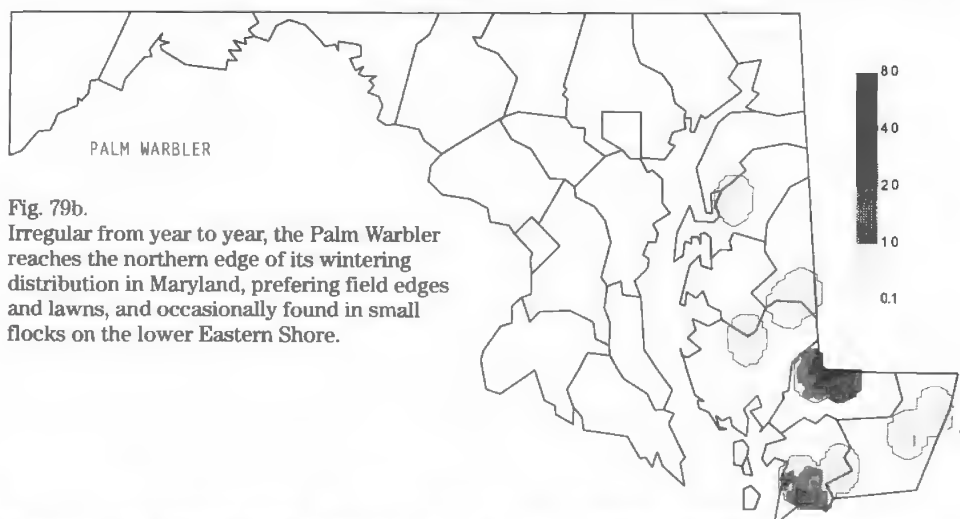 PALM WARBLER
Fig. 79b.
Irregular from year to year, the Palm Warbler
reaches the northern edge of its wintering
distribution in Maryland, prefering field edges
and lawns, and occasionally found in small
flocks on the lower Eastern Shore.
80
40
20
10
0.1